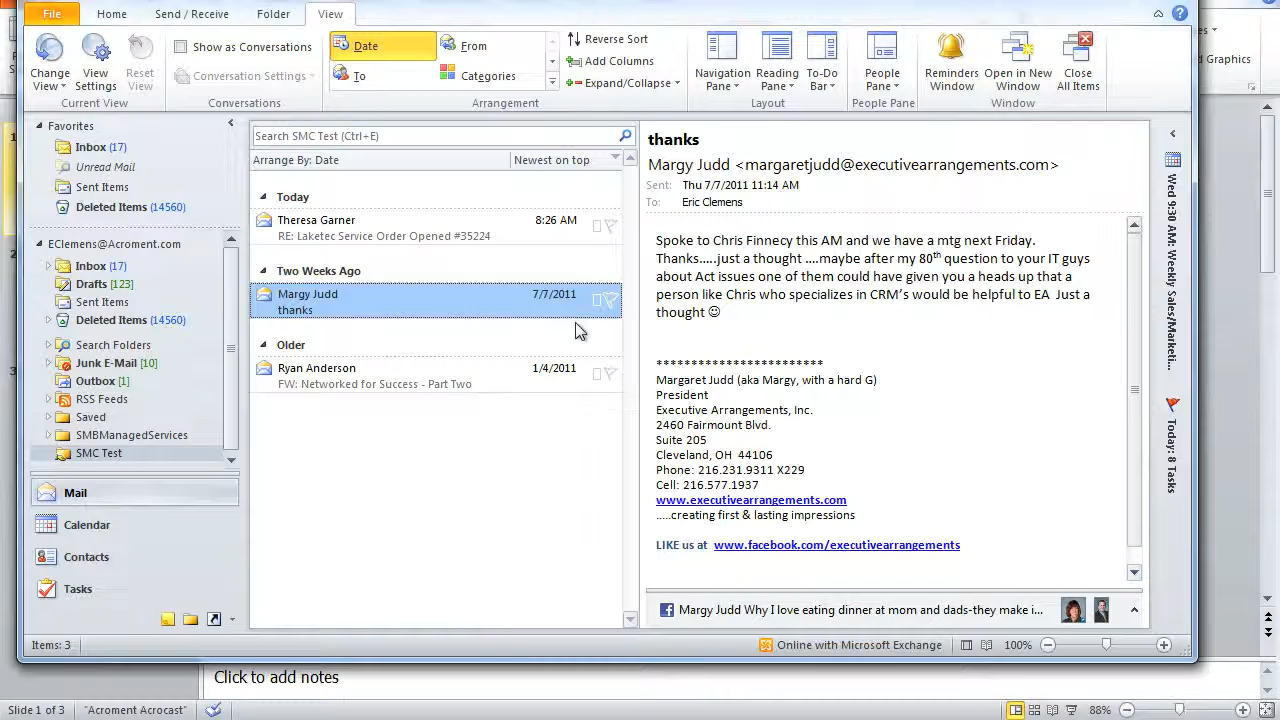 File Home Send / Receive Folder View
Change View
View Settings
Reset View
Current View
Show as Conversations
Conversation Settings
Conversations
Date From
To Categories
Reverse Sort
Add Columns
Expand/Collapse
Arrangement
Navigation Pane
Reading Pane
To-Do Bar
Layout
People Pane
People Pane
Reminders Window
Open in New Window
Close All Items
Window
Graphics
Favorites
Inbox (17)
Unread Mail
Sent Items
Deleted Items (14560)
EClemens@Acroment.com
Inbox (17)
Drafts [123]
Sent Items
Deleted Items (14560)
Search Folders
Junk E-Mail [10]
Outbox [1]
RSS Feeds
Saved
SMBManagedServices
SMC Test
Mail
Calendar
Contacts
Tasks
Search SMC Test (Ctrl+E)
Arrange By: Date Newest on top
Today
Theresa Garner 8:26 AM
RE: Laketec Service Order Opened #35224
Two Weeks Ago
Margy Judd 7/7/2011
thanks
Older
Ryan Anderson 1/4/2011
FW: Networked for Success - Part Two
thanks
Margy Judd <margaretjudd@executivearrangements.com>
Sent: Thu 7/7/2011 11:14 AM
To: Eric Clemens
Spoke to Chris Finnecy this AM and we have a mtg next Friday.
Thanks.....just a thought ....maybe after my 80th question to your IT guys
about Act issues one of them could have given you a heads up that a
person like Chris who specializes in CRM's would be helpful to EA Just a
thought ☺
************************
Margaret Judd (aka Margy, with a hard G)
President
Executive Arrangements, Inc.
2460 Fairmount Blvd.
Suite 205
Cleveland, OH 44106
Phone: 216.231.9311 X229
Cell: 216.577.1937
www.executivearrangements.com
.....creating first & lasting impressions
LIKE us at www.facebook.com/executivearrangements
Margy Judd Why I love eating dinner at mom and dads-they make i...
Wed 9:30 AM: Weekly Sales/Marketi...
Today: 8 Tasks
Items: 3
Online with Microsoft Exchange
100%
Click to add notes
Slide 1 of 3
"Acroment Acrocast"
88%